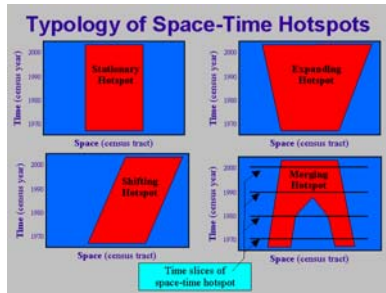 Typology of Space-Time Hotspots
Time (census year)
2000
1990
1980
1970
Stationary
Hotspot
Space (census tract)
Time (census year)
2000
1990
1980
1970
Expanding
Hotspot
Space (census tract)
Time (census year)
2000
1990
1980
1970
Shifting
Hotspot
Space (census tract)
Time (census year)
2000
1990
1980
1970
Merging
Hotspot
Space (census tract)
Time slices of
space-time hotspot